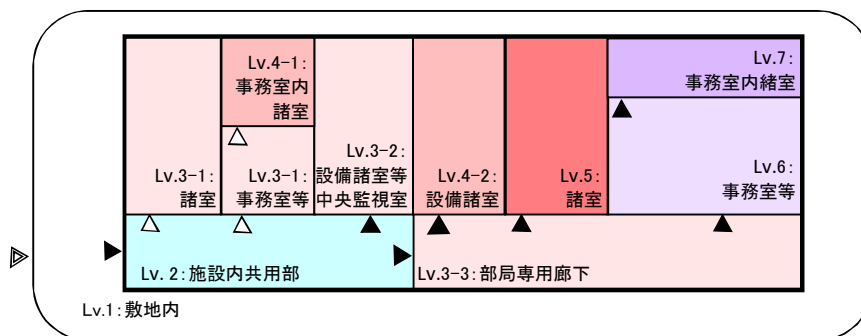 Lv.4-1:
事務室内
諸室
Lv.7:
事務室内緒室
Lv.3-1:
諸室
Lv.3-1:
事務室等
Lv.3-2:
設備諸室等
中央監視室
Lv.4-2:
設備諸室
Lv.5:
諸室
Lv.6:
事務室等
Lv. 2:施設内共用部
Lv.3-3:部局専用廊下
Lv.1:敷地内